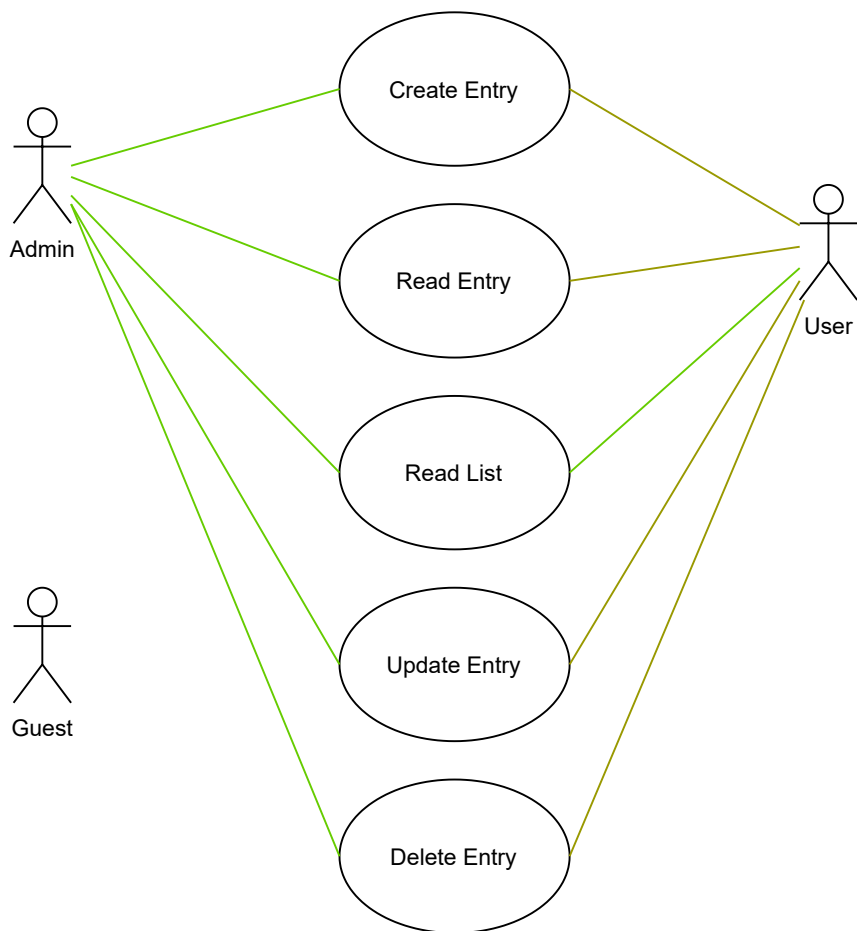 Create Entry
Admin
Read Entry
User
Read List
Update Entry
Guest
Delete Entry